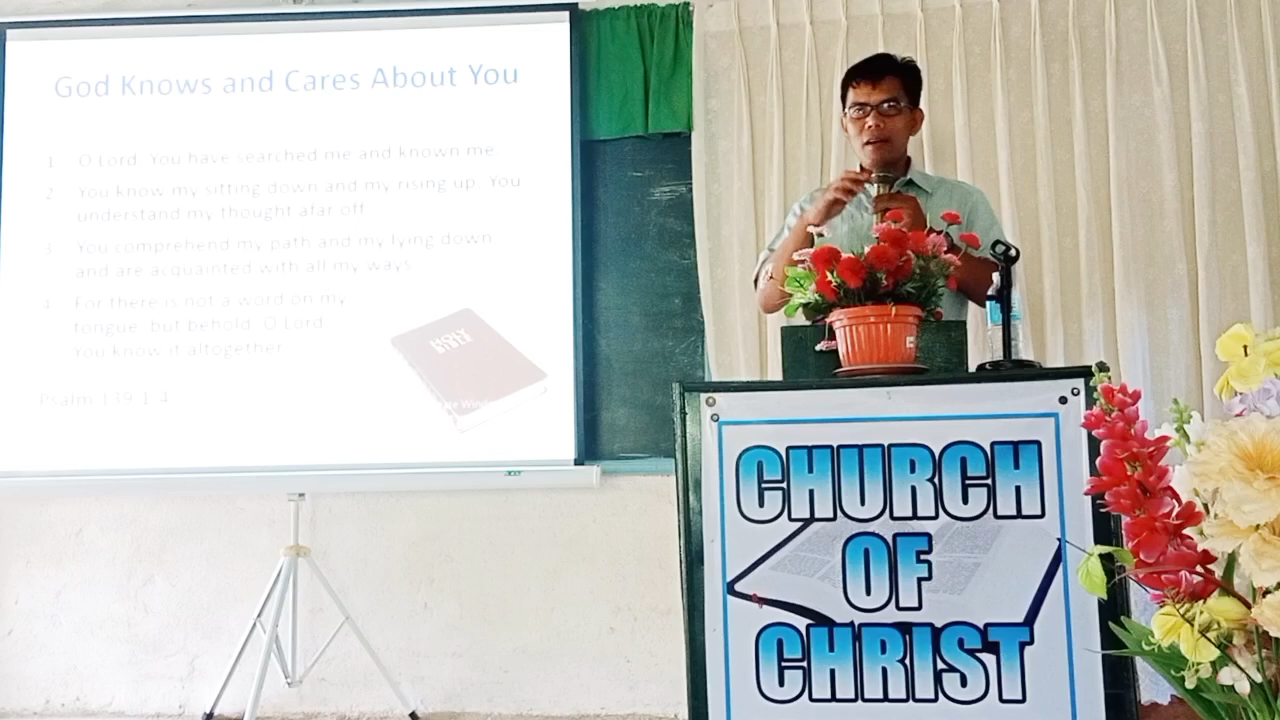 God Knows and Cares About You
1. O Lord, You have searched me and known me
2. You know my sitting down and my rising up; You
understand my thought afar off
3. You comprehend my path and my lying down
and are acquainted with all my ways
4. For there is not a word on my
tongue, but behold, O Lord
You know it altogether
Psalm 139:1-4
HOLY
BIBLE
acer
CHURCH
OF
CHRIST